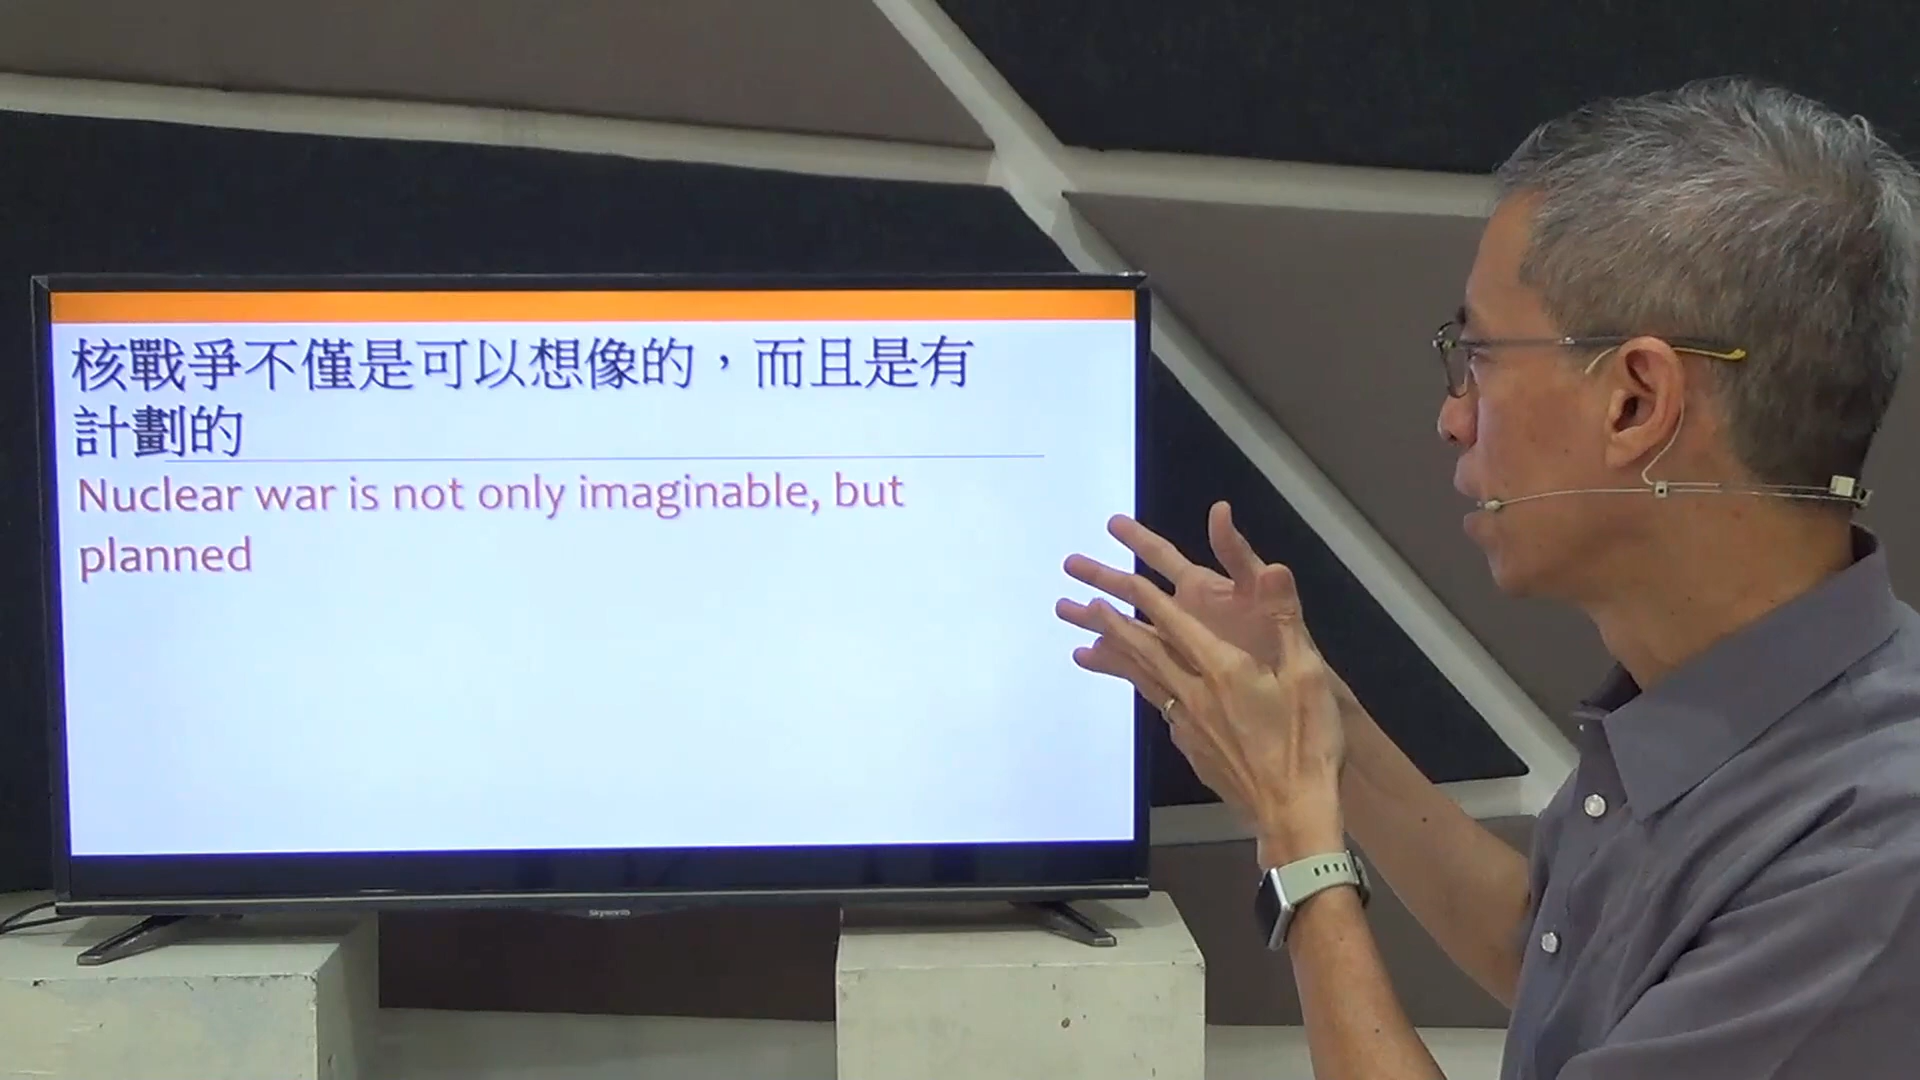 核戰爭不僅是可以想像的，而且是有
計劃的
Nuclear war is not only imaginable, but
planned
Skyworth